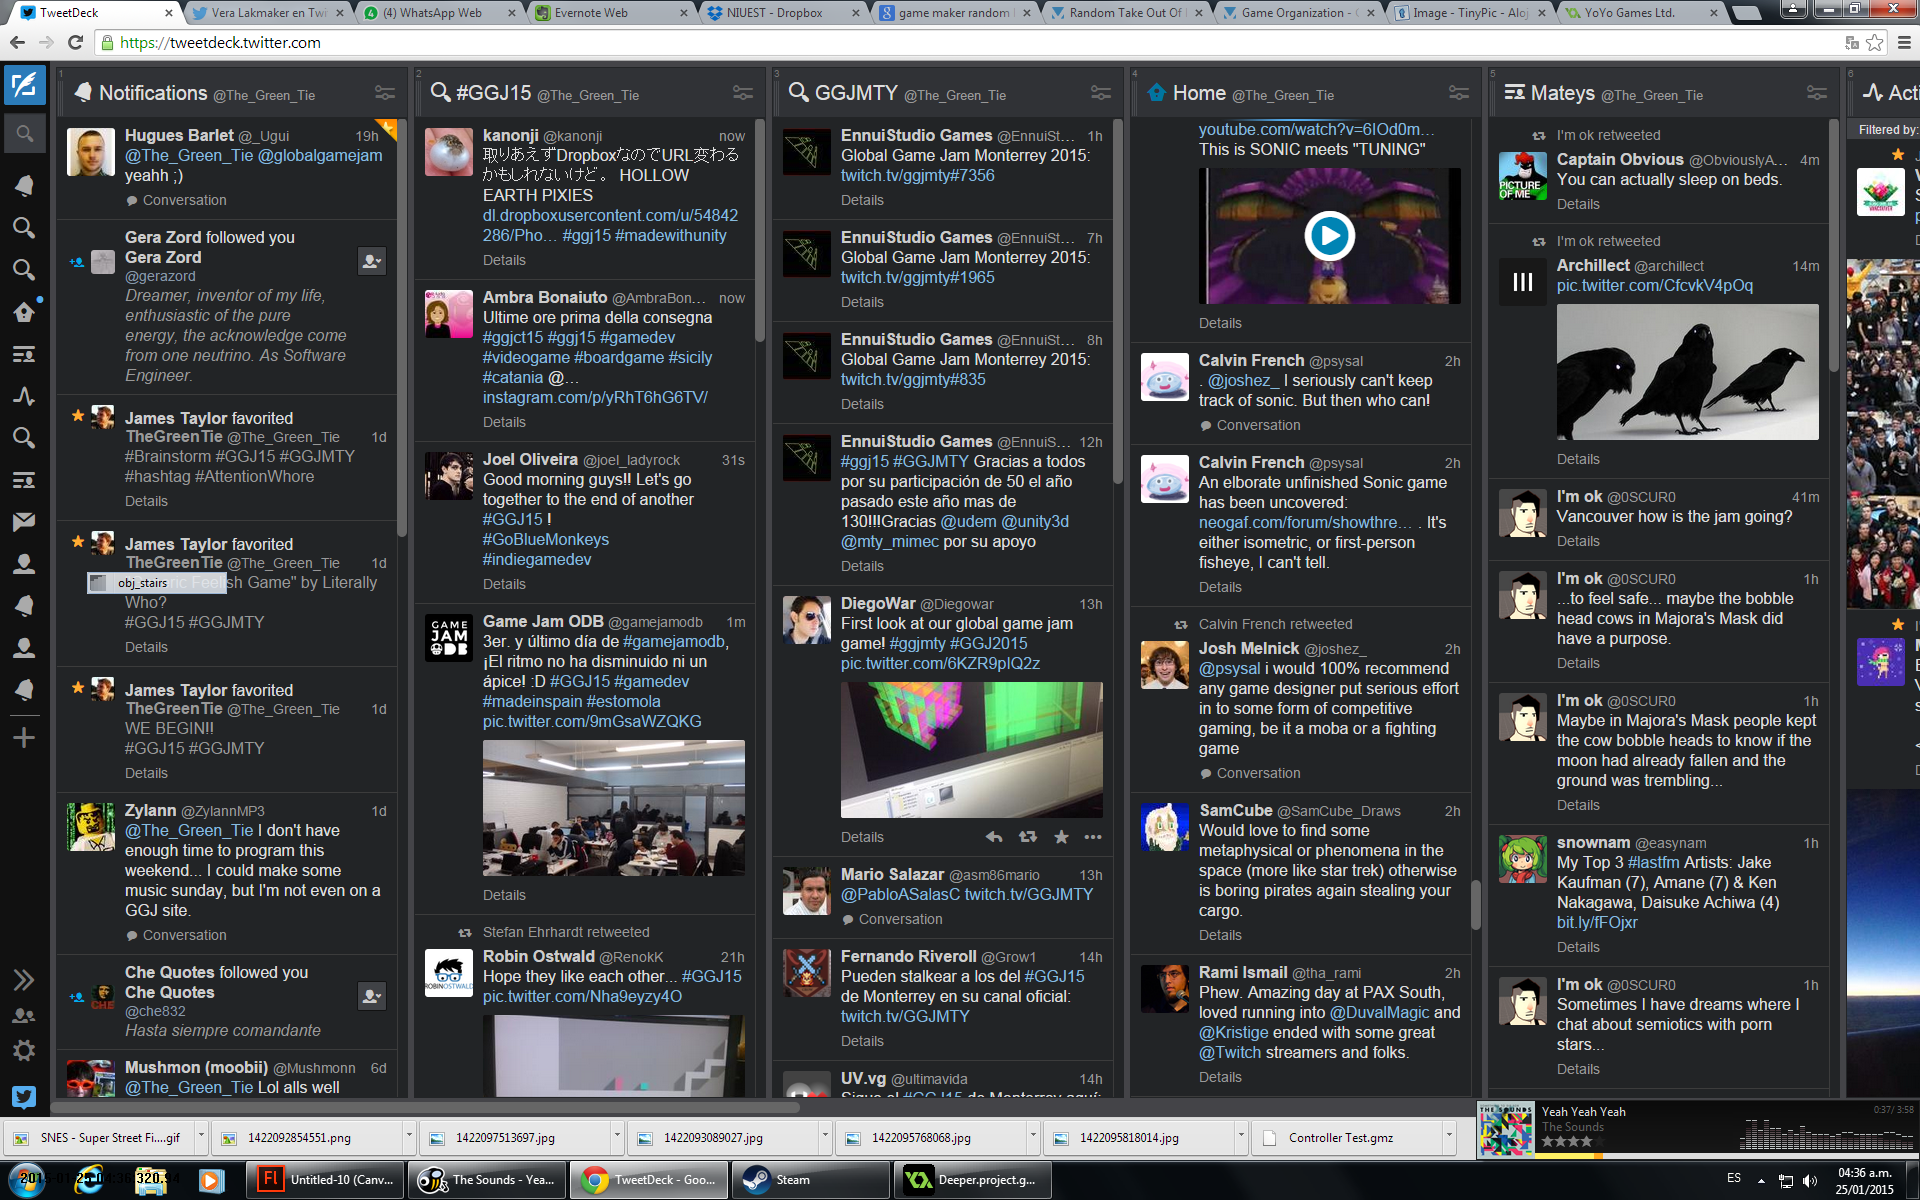 TweetDeck
Vera Lakmaker en Twi
(4) WhatsApp Web
Evernote Web
NIUEST - Dropbox
game maker random
Random Take Out Of
Game Organization -
Image - TinyPic - Aloj
YoYo Games Ltd.
https://tweetdeck.twitter.com
1
Notifications @The_Green_Tie
Hugues Barlet @_Ugui 19h
@The_Green_Tie @globalgamejam
yeahh ;)
Conversation
Gera Zord followed you
Gera Zord
@gerazord
Dreamer, inventor of my life,
enthusiastic of the pure
energy, the acknowledge come
from one neutrino. As Software
Engineer.
James Taylor favorited
TheGreenTie @The_Green_Tie 1d
#Brainstorm #GGJ15 #GGJMTY
#hashtag #AttentionWhore
Details
James Taylor favorited
TheGreenTie @The_Green_Tie 1d
obj_stairs
sh Game" by Literally
Who?
#GGJ15 #GGJMTY
Details
James Taylor favorited
TheGreenTie @The_Green_Tie 1d
WE BEGIN!!
#GGJ15 #GGJMTY
Details
Zylann @ZylannMP3 1d
@The_Green_Tie I don't have
enough time to program this
weekend... I could make some
music sunday, but I'm not even on a
GGJ site.
Conversation
Che Quotes followed you
Che Quotes
@che832
Hasta siempre comandante
Mushmon (moobii) @Mushmonn 6d
@The_Green_Tie Lol alls well
2
#GGJ15 @The_Green_Tie
kanonji @kanonji now
取りあえずDropboxなのでURL変わる
かもしれないけど。 HOLLOW
EARTH PIXIES
dl.dropboxusercontent.com/u/54842
286/Pho… #ggj15 #madewithunity
Details
Ambra Bonaiuto @AmbraBon... now
Ultime ore prima della consegna
#ggjct15 #ggj15 #gamedev
#videogame #boardgame #sicily
#catania @…
instagram.com/p/yRhT6hG6TV/
Details
Joel Oliveira @joel_ladyrock 31s
Good morning guys!! Let's go
together to the end of another
#GGJ15 !
#GoBlueMonkeys
#indiegamedev
Details
GAME JAM ODB
Game Jam ODB @gamejamodb 1m
3er. y último día de #gamejamodb,
¡El ritmo no ha disminuido ni un
ápice! :D #GGJ15 #gamedev
#madeinspain #estomola
pic.twitter.com/9mGsaWZQKG
Details
Stefan Ehrhardt retweeted
ROBIN OSTWALD
Robin Ostwald @RenokK 21h
Hope they like each other... #GGJ15
pic.twitter.com/Nha9eyzy4O
3
GGJMTY @The_Green_Tie
EnnuiStudio Games @EnnuiSt... 1h
Global Game Jam Monterrey 2015:
twitch.tv/ggjmty#7356
Details
EnnuiStudio Games @EnnuiSt... 7h
Global Game Jam Monterrey 2015:
twitch.tv/ggjmty#1965
Details
EnnuiStudio Games @EnnuiSt... 8h
Global Game Jam Monterrey 2015:
twitch.tv/ggjmty#835
Details
EnnuiStudio Games @EnnuiS... 12h
#ggj15 #GGJMTY Gracias a todos
por su participación de 50 el año
pasado este año mas de
130!!!Gracias @udem @unity3d
@mty_mimec por su apoyo
Details
DiegoWar @Diegowar 13h
First look at our global game jam
game! #ggjmty #GGJ2015
pic.twitter.com/6KZR9pIQ2z
Details
Mario Salazar @asm86mario 13h
@PabloASalasC twitch.tv/GGJMTY
Conversation
Fernando Riveroll @Grow1 14h
Pueden stalkear a los del #GGJ15
de Monterrey en su canal oficial:
twitch.tv/GGJMTY
Details
UV.vg @ultimavida 14h
Sigue el #GGJ15 de Monterrey aquí:
4
Home @The_Green_Tie
youtube.com/watch?v=6IOd0m…
This is SONIC meets "TUNING"
Details
Calvin French @psysal 2h
. @joshez_ I seriously can't keep
track of sonic. But then who can!
Conversation
Calvin French @psysal 2h
An elborate unfinished Sonic game
has been uncovered:
neogaf.com/forum/showthre… . It's
either isometric, or first-person
fisheye, I can't tell.
Details
Calvin French retweeted
Josh Melnick @joshez_ 2h
@psysal i would 100% recommend
any game designer put serious effort
in to some form of competitive
gaming, be it a moba or a fighting
game
Conversation
SamCube @SamCube_Draws 2h
Would love to find some
metaphysical or phenomena in the
space (more like star trek) otherwise
is boring pirates again stealing your
cargo.
Details
Rami Ismail @tha_rami 2h
Phew. Amazing day at PAX South,
loved running into @DuvalMagic and
@Kristige ended with some great
@Twitch streamers and folks.
Details
5
Mateys @The_Green_Tie
I'm ok retweeted
PICTURE OF ME
Captain Obvious @ObviouslyA... 4m
You can actually sleep on beds.
Details
I'm ok retweeted
Archillect @archillect 14m
pic.twitter.com/CfcvkV4pOq
Details
I'm ok @0SCUR0 41m
Vancouver how is the jam going?
Details
I'm ok @0SCUR0 1h
...to feel safe... maybe the bobble
head cows in Majora's Mask did
have a purpose.
Details
I'm ok @0SCUR0 1h
Maybe in Majora's Mask people kept
the cow bobble heads to know if the
moon had already fallen and the
ground was trembling...
Details
snownam @easynam 1h
My Top 3 #lastfm Artists: Jake
Kaufman (7), Amane (7) & Ken
Nakagawa, Daisuke Achiwa (4)
bit.ly/fFOjxr
Details
I'm ok @0SCUR0 1h
Sometimes I have dreams where I
chat about semiotics with porn
stars...
Details
6
Acti
Filtered by:
SNES - Super Street Fi....gif
1422092854551.png
1422097513697.jpg
1422093089027.jpg
1422095768068.jpg
1422095818014.jpg
Controller Test.gmz
THE SOUNDS
Yeah Yeah Yeah
The Sounds
0:37/ 3:58
Untitled-10 (Canv...
The Sounds - Yea...
TweetDeck - Goo...
Steam
Deeper.project.g...
ES
04:36 a.m.
25/01/2015